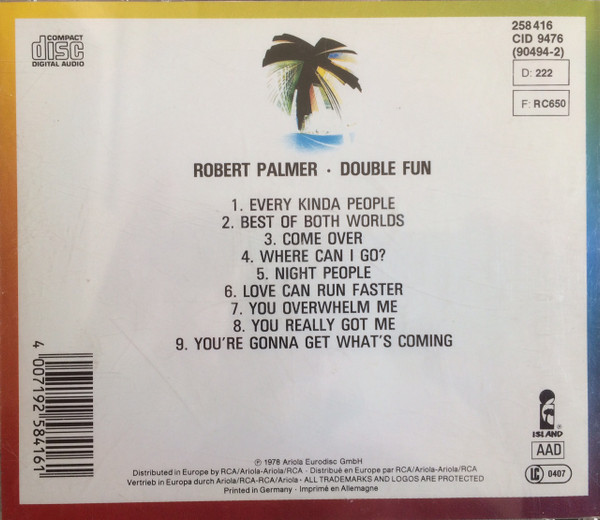 COMPACT
disc
DIGITAL AUDIO
258 416
CID 9476
(90494-2)
D: 222
F: RC650
ROBERT PALMER · DOUBLE FUN
1. EVERY KINDA PEOPLE
2. BEST OF BOTH WORLDS
3. COME OVER
4. WHERE CAN I GO?
5. NIGHT PEOPLE
6. LOVE CAN RUN FASTER
7. YOU OVERWHELM ME
8. YOU REALLY GOT ME
9. YOU'RE GONNA GET WHAT'S COMING
4 007192 584161
ISLAND
AAD
LC 0407
℗ 1978 Ariola Eurodisc GmbH
Distributed in Europe by RCA/Ariola-Ariola/RCA · Distribué en Europe par RCA/Ariola-Ariola/RCA
Vertrieb in Europa durch Ariola/RCA-RCA/Ariola · ALL TRADEMARKS AND LOGOS ARE PROTECTED
Printed in Germany · Imprimé en Allemagne